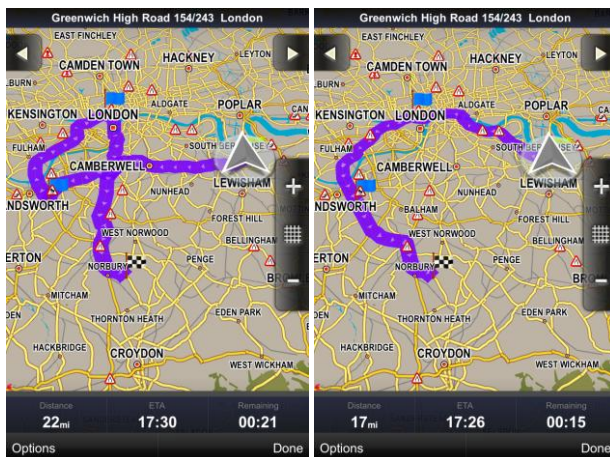 Greenwich High Road 154/243 London
EAST FINCHLEY
HACKNEY
LEYTON
CAMDEN TOWN
ALDGATE
POPLAR
KENSINGTON
LONDON
FULHAM
CAMBERWELL
NUNHEAD
LEWISHAM
NDSWORTH
FOREST HILL
WEST NORWOOD
BELLINGHAM
ERTON
NORBURY
PENGE
MITCHAM
EDEN PARK
THORNTON HEATH
HACKBRIDGE
CROYDON
WEST WICKHAM
Distance
ETA
Remaining
22mi
17:30
00:21
Options
Done
Greenwich High Road 154/243 London
EAST FINCHLEY
HACKNEY
LEYTON
CAMDEN TOWN
ALDGATE
POPLAR
KENSINGTON
LONDON
FULHAM
CAMBERWELL
NUNHEAD
LEWISHAM
NDSWORTH
BALHAM
FOREST HILL
WEST NORWOOD
BELLINGHAM
ERTON
NORBURY
PENGE
MITCHAM
EDEN PARK
THORNTON HEATH
HACKBRIDGE
CROYDON
WEST WICKHAM
Distance
ETA
Remaining
17mi
17:26
00:15
Options
Done